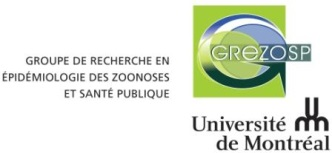 GROUPE DE RECHERCHE EN
ÉPIDÉMIOLOGIE DES ZOONOSES
ET SANTÉ PUBLIQUE
GREZOSP
Université
de Montréal